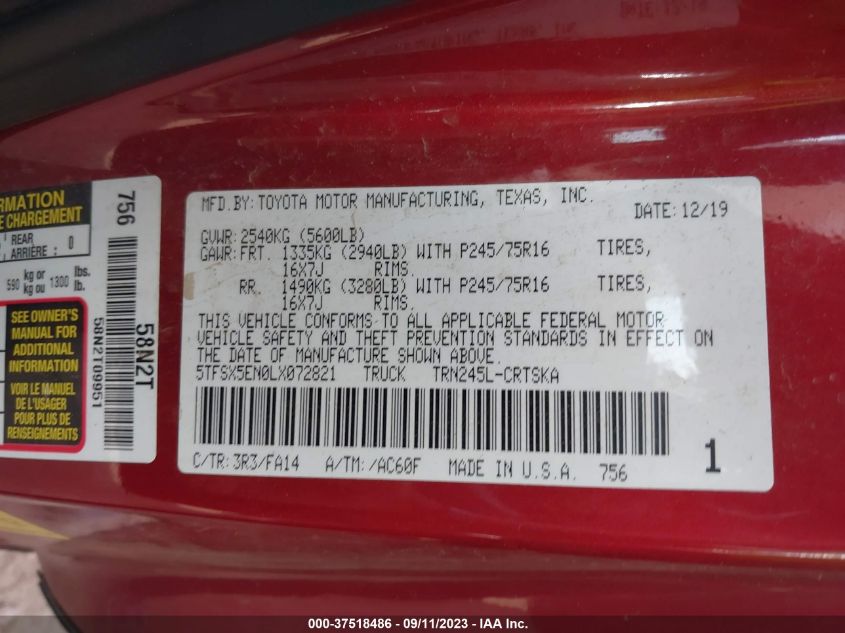 MFD.BY:TOYOTA MOTOR MANUFACTURING, TEXAS, INC.
DATE:12/19
GVWR:2540KG (5600LB)
GAWR:FRT. 1335KG (2940LB) WITH P245/75R16 TIRES,
16X7J RIMS.
RR. 1490KG (3280LB) WITH P245/75R16 TIRES,
16X7J RIMS.
THIS VEHICLE CONFORMS TO ALL APPLICABLE FEDERAL MOTOR
VEHICLE SAFETY AND THEFT PREVENTION STANDARDS IN EFFECT ON
THE DATE OF MANUFACTURE SHOWN ABOVE.
5TFSX5EN0LX072821 TRUCK TRN245L-CRTSKA
C/TR:3R3/FA14 A/TM:/AC60F MADE IN U.S.A. 756
1
CHARGEMENT
REAR
ARRIÈRE : 0
590 kg or kg ou 1300 lbs. lb.
SEE OWNER'S
MANUAL FOR
ADDITIONAL
INFORMATION
VOIR LE MANUEL
DE L'USAGER
POUR PLUS DE
RENSEIGNEMENTS
756
58N2T
58N2T09951
000-37518486 - 09/11/2023 - IAA Inc.